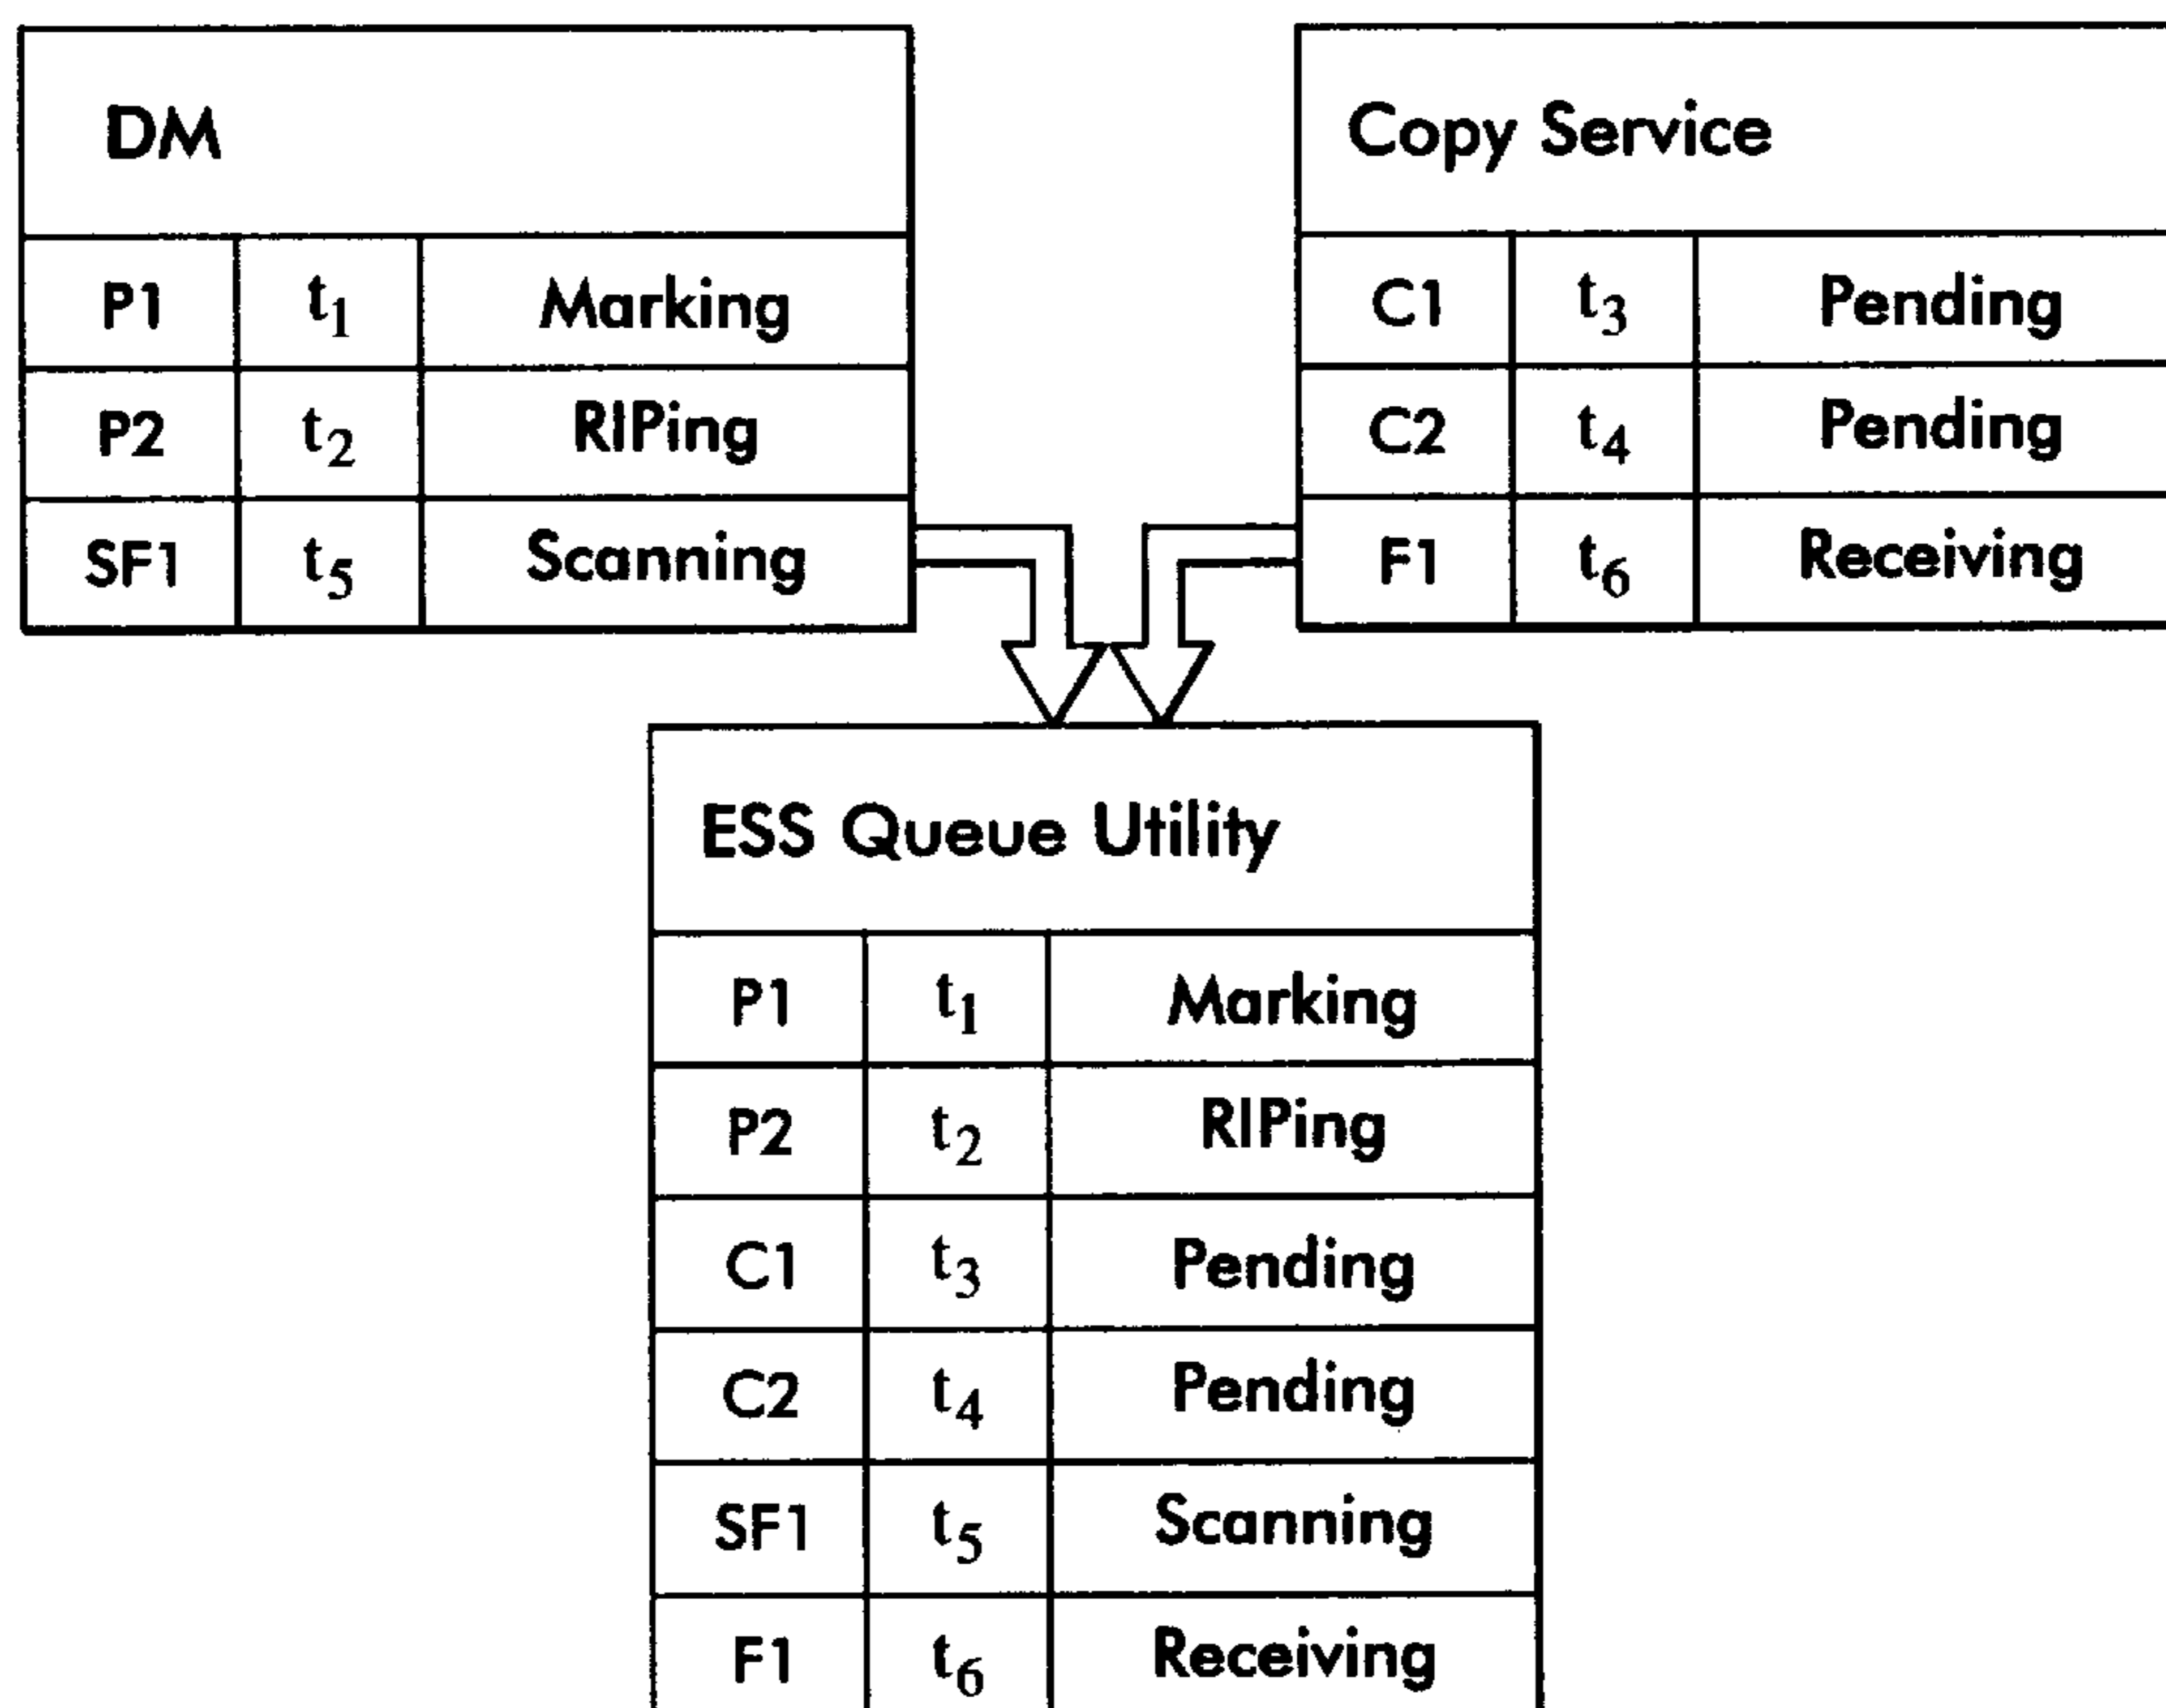 DM
P1 t₁ Marking
P2 t₂ RIPing
SF1 t₅ Scanning
Copy Service
C1 t₃ Pending
C2 t₄ Pending
F1 t₆ Receiving
ESS Queue Utility
P1 t₁ Marking
P2 t₂ RIPing
C1 t₃ Pending
C2 t₄ Pending
SF1 t₅ Scanning
F1 t₆ Receiving